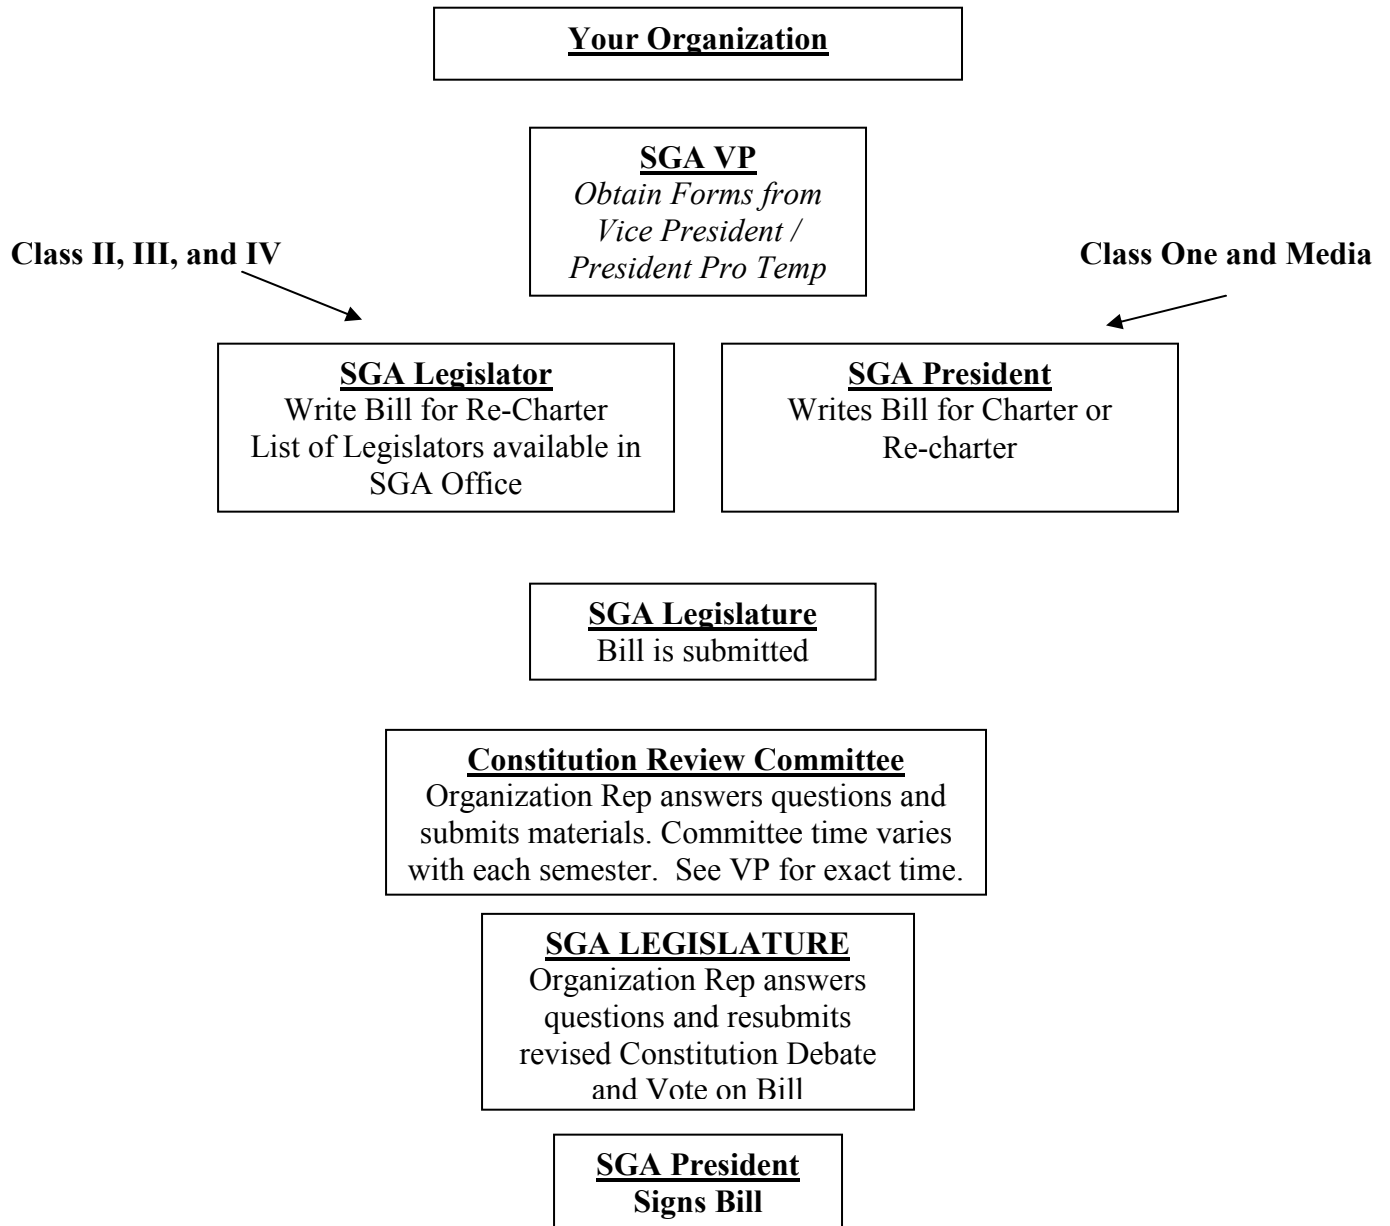 Your Organization
SGA VP
Obtain Forms from
Vice President /
President Pro Temp
Class II, III, and IV
Class One and Media
SGA Legislator
Write Bill for Re-Charter
List of Legislators available in
SGA Office
SGA President
Writes Bill for Charter or
Re-charter
SGA Legislature
Bill is submitted
Constitution Review Committee
Organization Rep answers questions and
submits materials. Committee time varies
with each semester.  See VP for exact time.
SGA LEGISLATURE
Organization Rep answers
questions and resubmits
revised Constitution Debate
and Vote on Bill
SGA President
Signs Bill